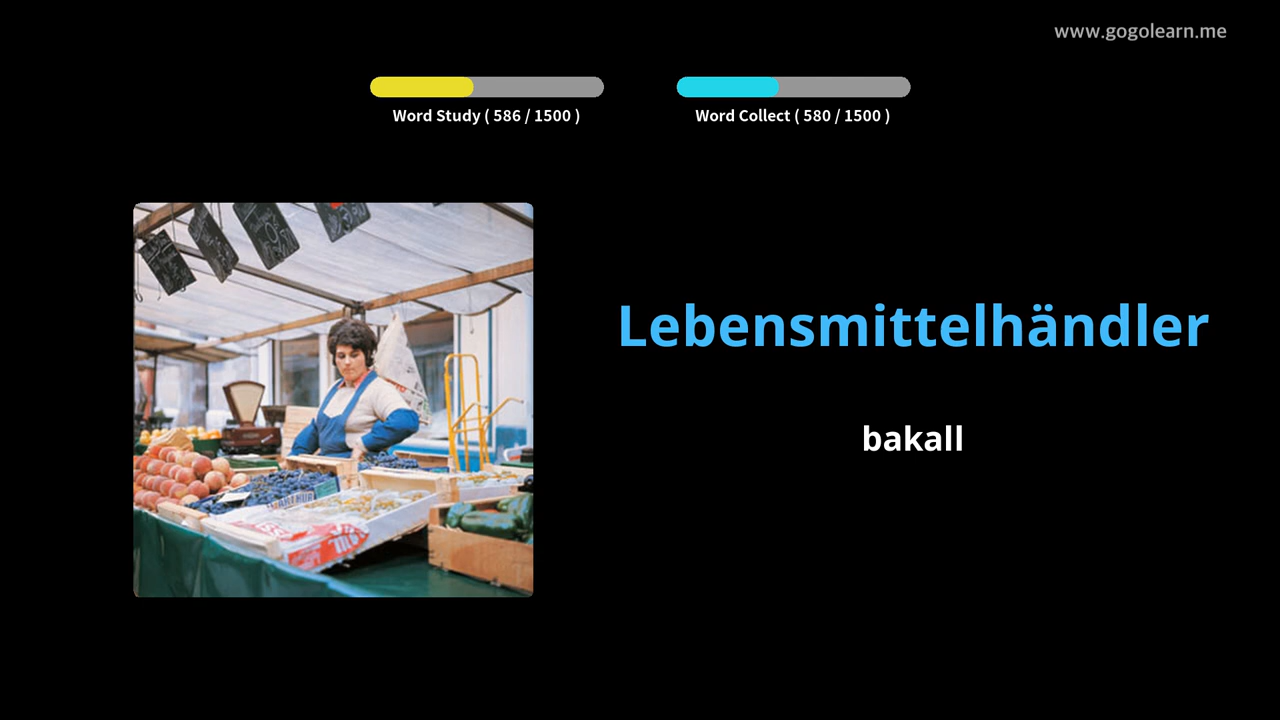 www.gogolearn.me
Word Study ( 586 / 1500 )
Word Collect ( 580 / 1500 )
Lebensmittelhändler
bakall